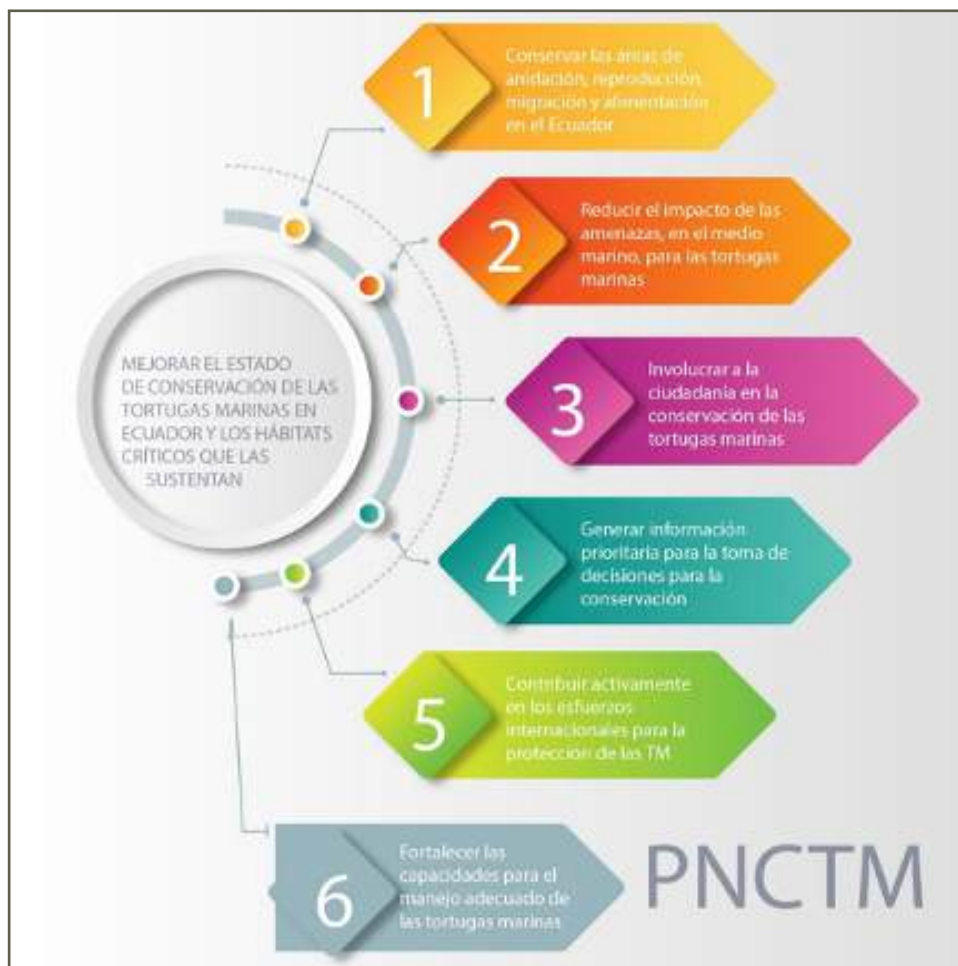 1
Conservar las áreas de
anidación, reproducción,
migración y alimentación
en el Ecuador
2
Reducir el impacto de las
amenazas, en el medio
marino, para las tortugas
marinas
MEJORAR EL ESTADO
DE CONSERVACIÓN DE LAS
TORTUGAS MARINAS EN
ECUADOR Y LOS HÁBITATS
CRÍTICOS QUE LAS
SUSTENTAN
3
Involucrar a la
ciudadanía en la
conservación de las
tortugas marinas
4
Generar información
prioritaria para la toma de
decisiones para la
conservación
5
Contribuir activamente
en los esfuerzos
internacionales para la
protección de las TM
6
Fortalecer las
capacidades para el
manejo adecuado de
las tortugas marinas
PNCTM